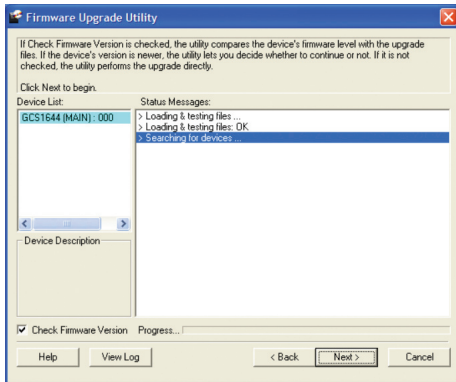 Firmware Upgrade Utility
If Check Firmware Version is checked, the utility compares the device's firmware level with the upgrade
files. If the device's version is newer, the utility lets you decide whether to continue or not. If it is not
checked, the utility performs the upgrade directly.
Click Next to begin.
Device List:
Status Messages:
GCS1644 (MAIN) : 000
> Loading & testing files ...
> Loading & testing files: OK
> Searching for devices ...
Device Description
Check Firmware Version
Progress...
Help
View Log
< Back
Next >
Cancel